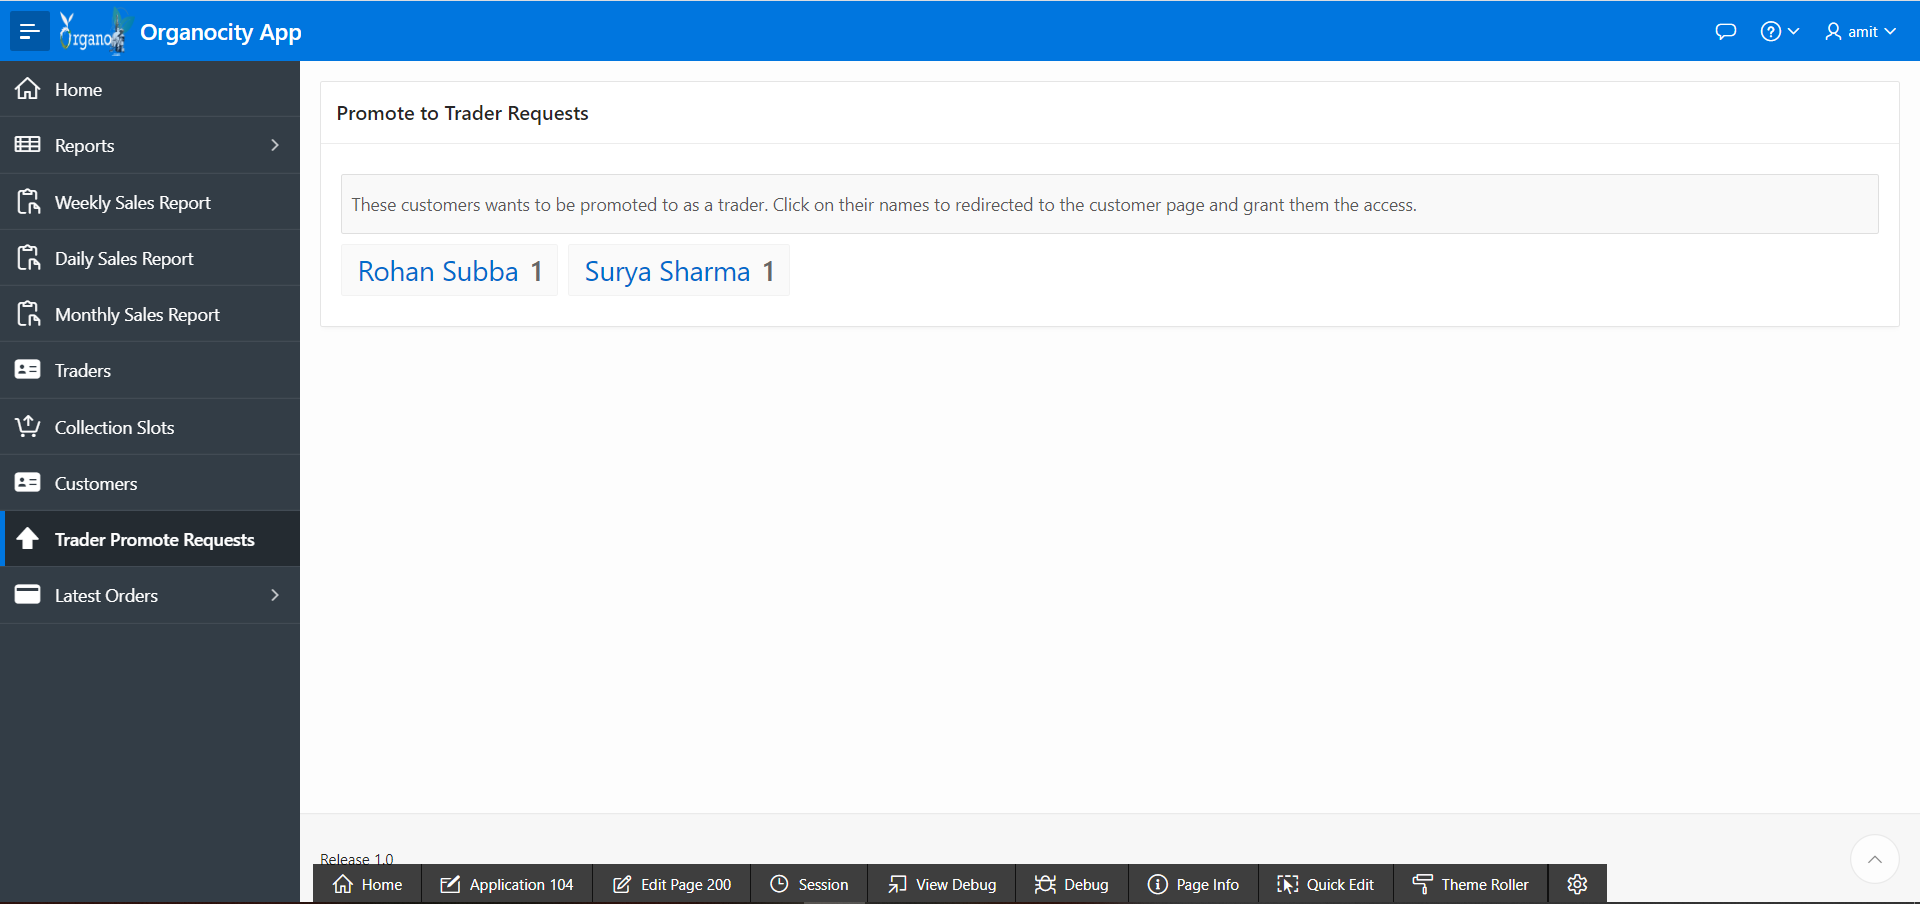 Organo
Organocity App
amit
Home
Reports
Weekly Sales Report
Daily Sales Report
Monthly Sales Report
Traders
Collection Slots
Customers
Trader Promote Requests
Latest Orders
Promote to Trader Requests
These customers wants to be promoted to as a trader. Click on their names to redirected to the customer page and grant them the access.
Rohan Subba 1
Surya Sharma 1
Release 1.0
Home
Application 104
Edit Page 200
Session
View Debug
Debug
Page Info
Quick Edit
Theme Roller